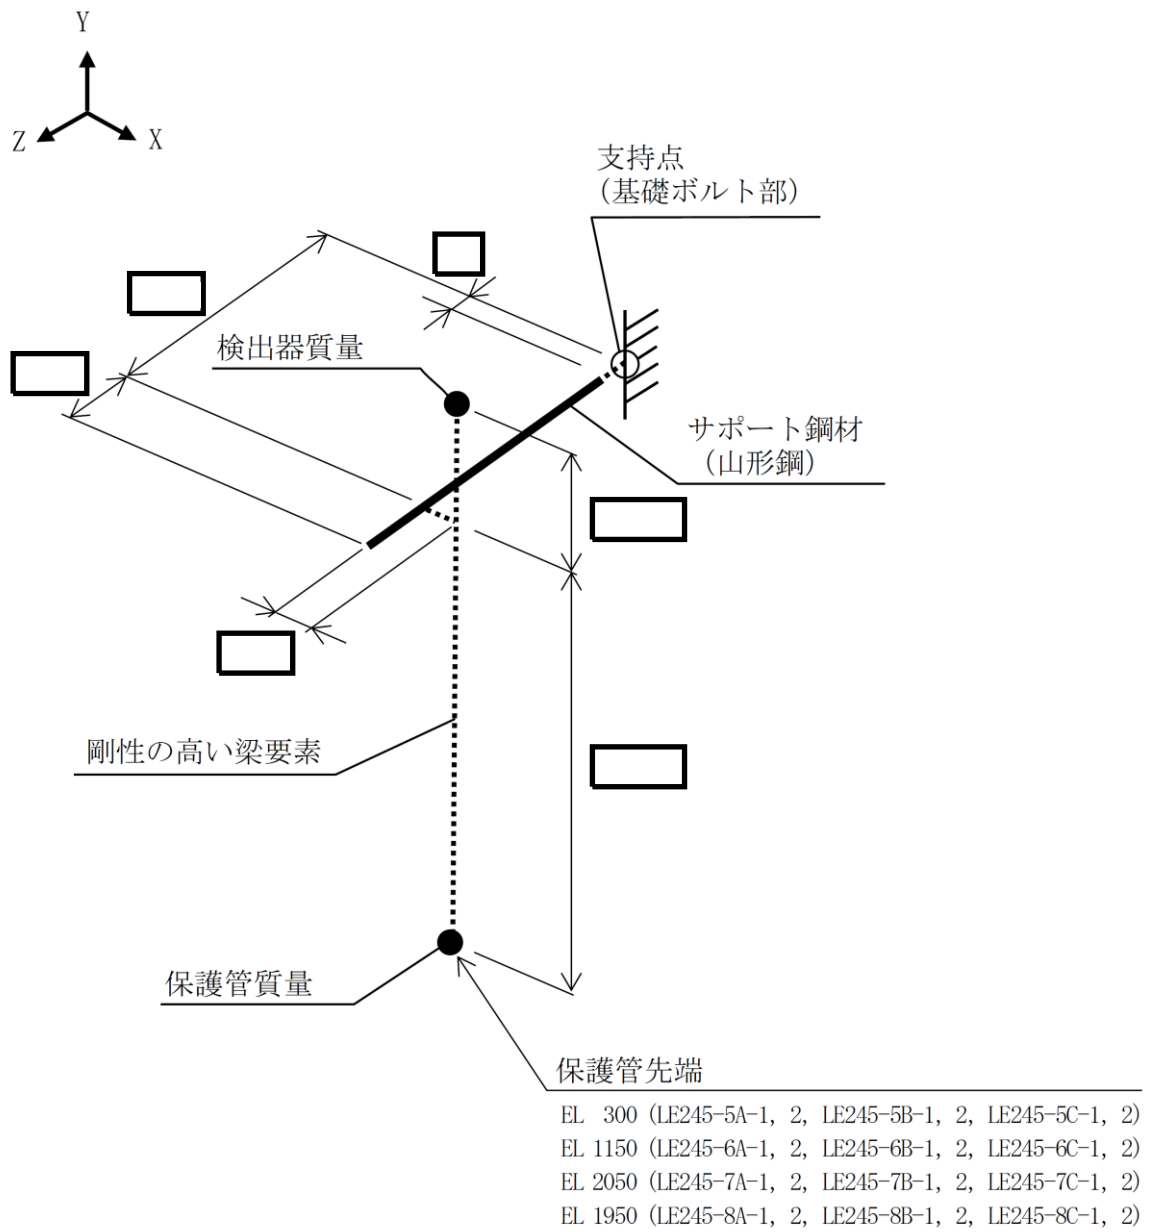 Y
Z
X
支持点
(基礎ボルト部)
検出器質量
サポート鋼材
(山形鋼)
剛性の高い梁要素
保護管質量
保護管先端
EL 300 (LE245-5A-1, 2, LE245-5B-1, 2, LE245-5C-1, 2)
EL 1150 (LE245-6A-1, 2, LE245-6B-1, 2, LE245-6C-1, 2)
EL 2050 (LE245-7A-1, 2, LE245-7B-1, 2, LE245-7C-1, 2)
EL 1950 (LE245-8A-1, 2, LE245-8B-1, 2, LE245-8C-1, 2)